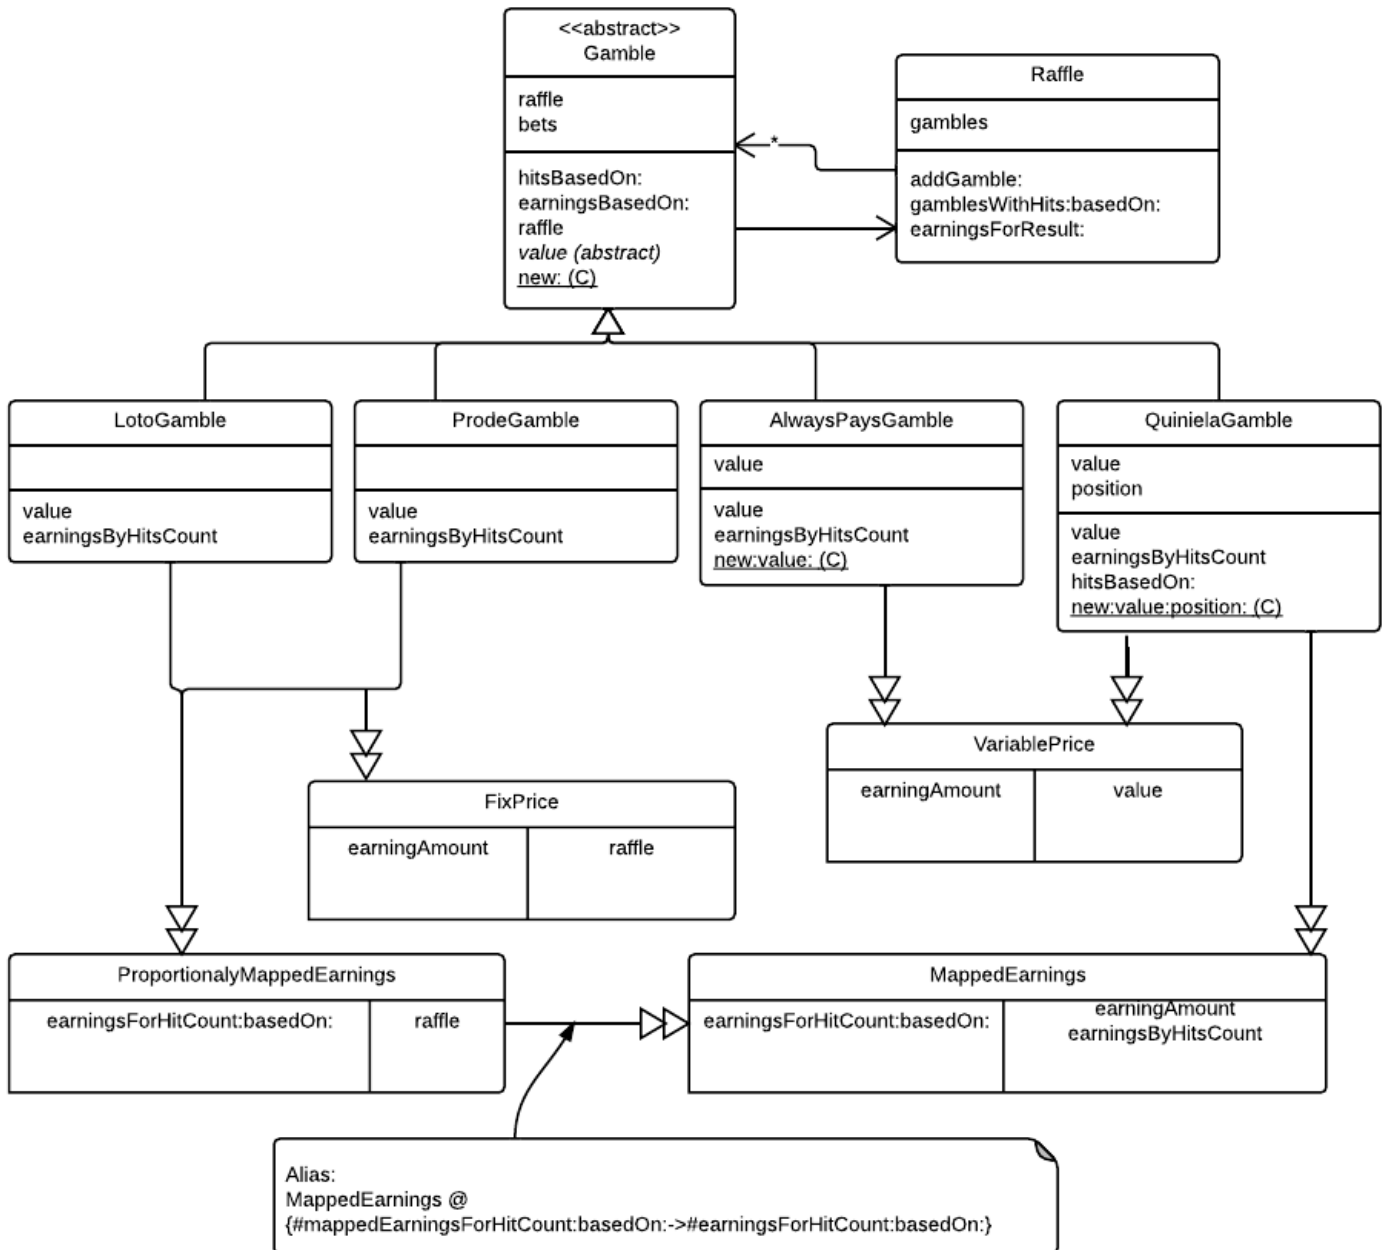 <<abstract>>
Gamble
raffle
bets
hitsBasedOn:
earningsBasedOn:
raffle
value (abstract)
new: (C)
Raffle
gambles
addGamble:
gamblesWithHits:basedOn:
earningsForResult:
*
LotoGamble
value
earningsByHitsCount
ProdeGamble
value
earningsByHitsCount
AlwaysPaysGamble
value
value
earningsByHitsCount
new:value: (C)
QuinielaGamble
value
position
value
earningsByHitsCount
hitsBasedOn:
new:value:position: (C)
VariablePrice
earningAmount
value
FixPrice
earningAmount
raffle
ProportionalyMappedEarnings
earningsForHitCount:basedOn:
raffle
MappedEarnings
earningsForHitCount:basedOn:
earningAmount
earningsByHitsCount
Alias:
MappedEarnings @
{#mappedEarningsForHitCount:basedOn:->#earningsForHitCount:basedOn:}